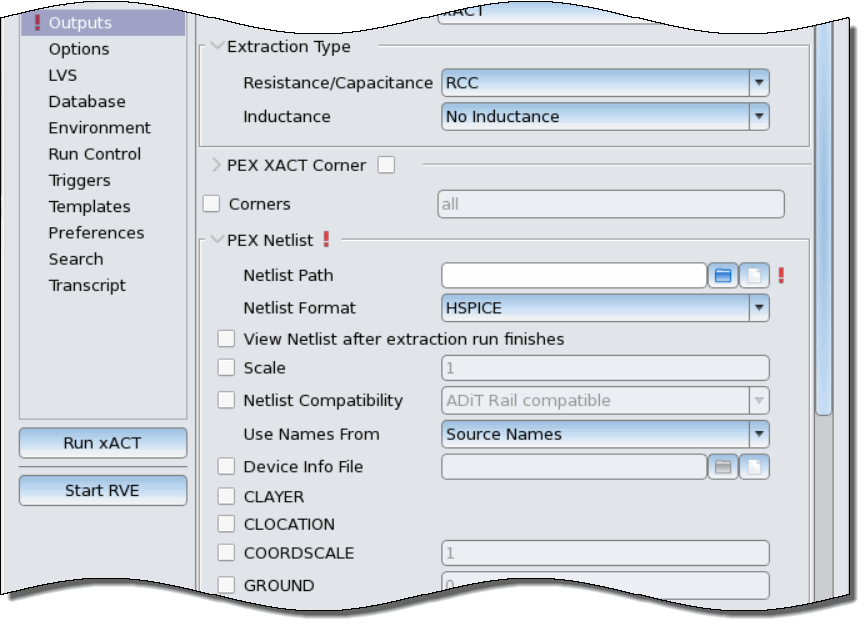 ! Outputs
Options
LVS
Database
Environment
Run Control
Triggers
Templates
Preferences
Search
Transcript
Run xACT
Start RVE
xACT
Extraction Type
Resistance/Capacitance RCC
Inductance No Inductance
PEX XACT Corner
Corners all
PEX Netlist !
Netlist Path !
Netlist Format HSPICE
View Netlist after extraction run finishes
Scale 1
Netlist Compatibility ADiT Rail compatible
Use Names From Source Names
Device Info File
CLAYER
CLOCATION
COORDSCALE 1
GROUND 0